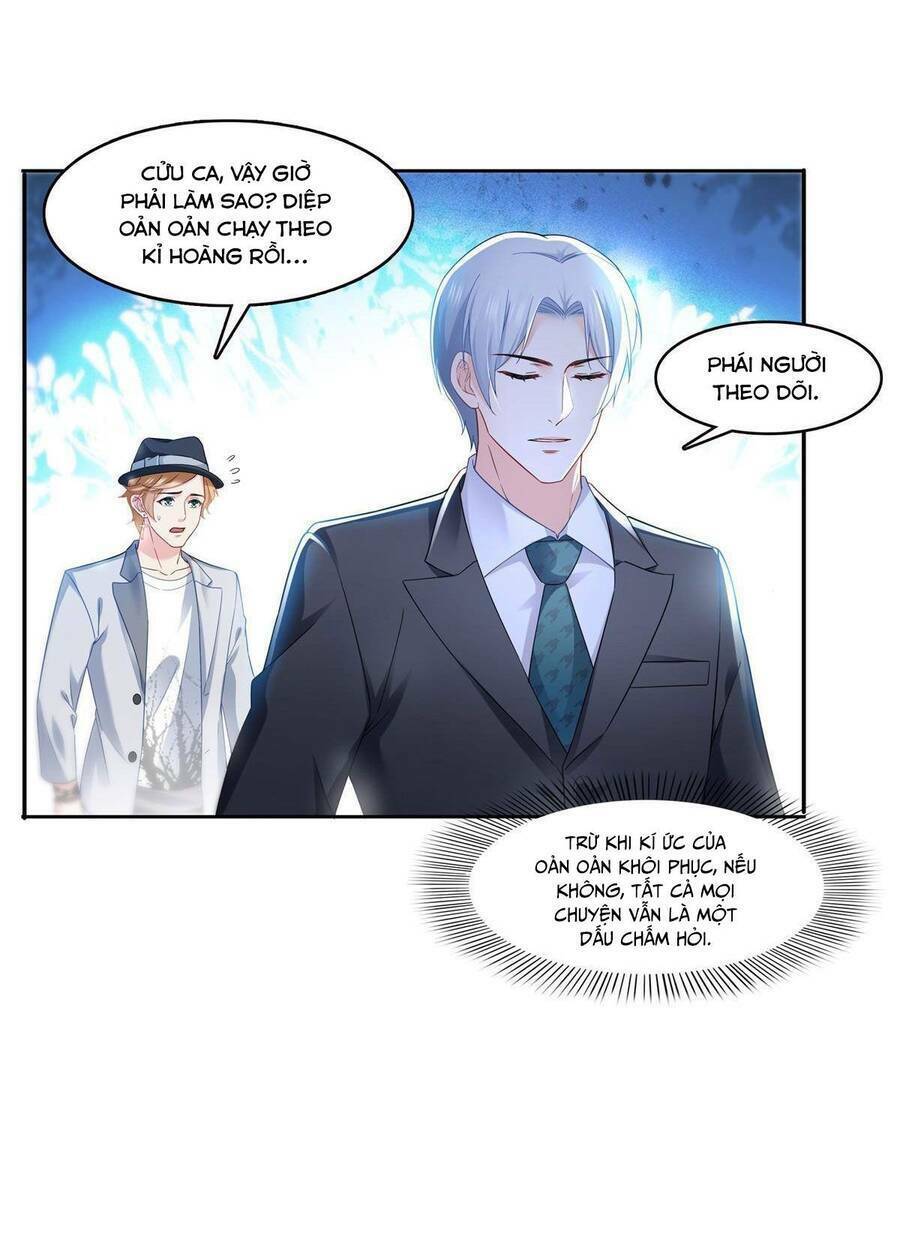 CỬU CA, VẬY GIỜ
PHẢI LÀM SAO? DIỆP
OẢN OẢN CHẠY THEO
KỈ HOÀNG RỒI...
PHÁI NGƯỜI
THEO DÕI.
TRỪ KHI KÍ ỨC CỦA
OẢN OẢN KHÔI PHỤC, NẾU
KHÔNG, TẤT CẢ MỌI
CHUYỆN VẪN LÀ MỘT
DẤU CHẤM HỎI.